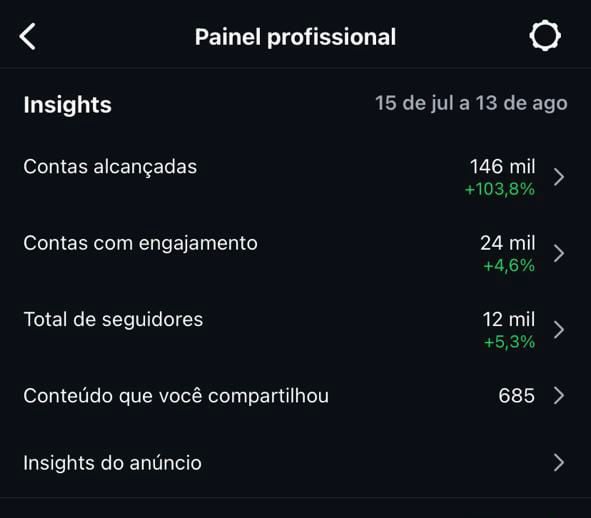 Painel profissional
Insights
15 de jul a 13 de ago
Contas alcançadas
146 mil
+103,8%
Contas com engajamento
24 mil
+4,6%
Total de seguidores
12 mil
+5,3%
Conteúdo que você compartilhou
685
Insights do anúncio